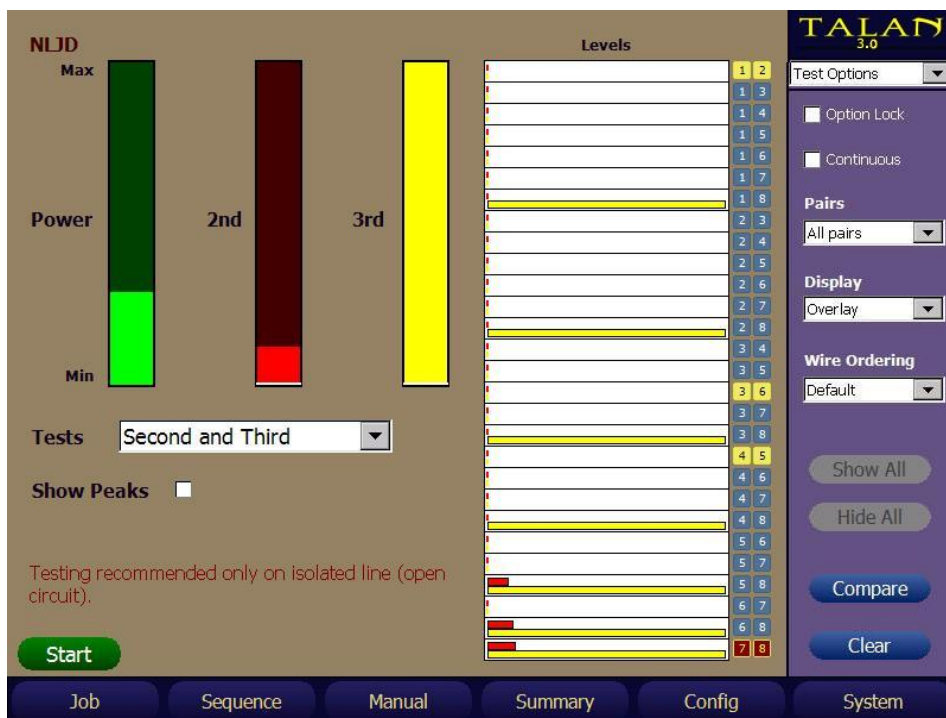 NLJD
Max
Power
Min
2nd
3rd
Tests
Second and Third
Show Peaks
Testing recommended only on isolated line (open
circuit).
Start
Levels
1 2
1 3
1 4
1 5
1 6
1 7
1 8
2 3
2 4
2 5
2 6
2 7
2 8
3 4
3 5
3 6
3 7
3 8
4 5
4 6
4 7
4 8
5 6
5 7
5 8
6 7
6 8
7 8
TALAN
3.0
Test Options
Option Lock
Continuous
Pairs
All pairs
Display
Overlay
Wire Ordering
Default
Show All
Hide All
Compare
Clear
Job Sequence Manual Summary Config System